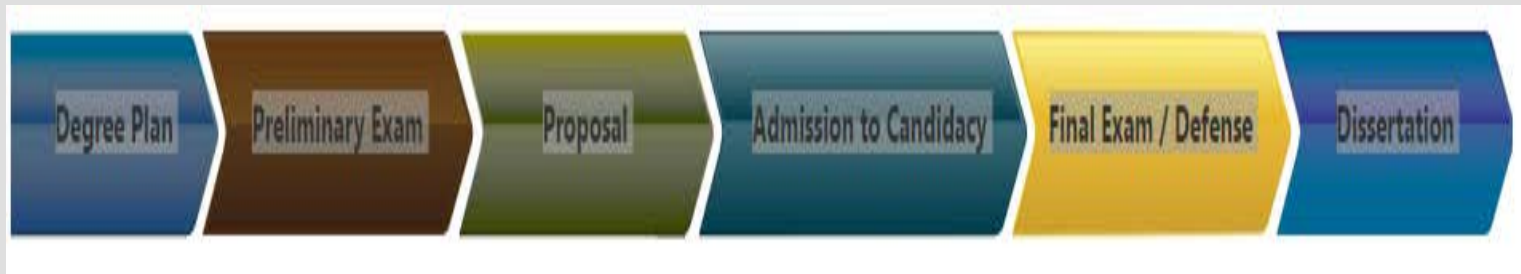 Degree Plan
Preliminary Exam
Proposal
Admission to Candidacy
Final Exam / Defense
Dissertation